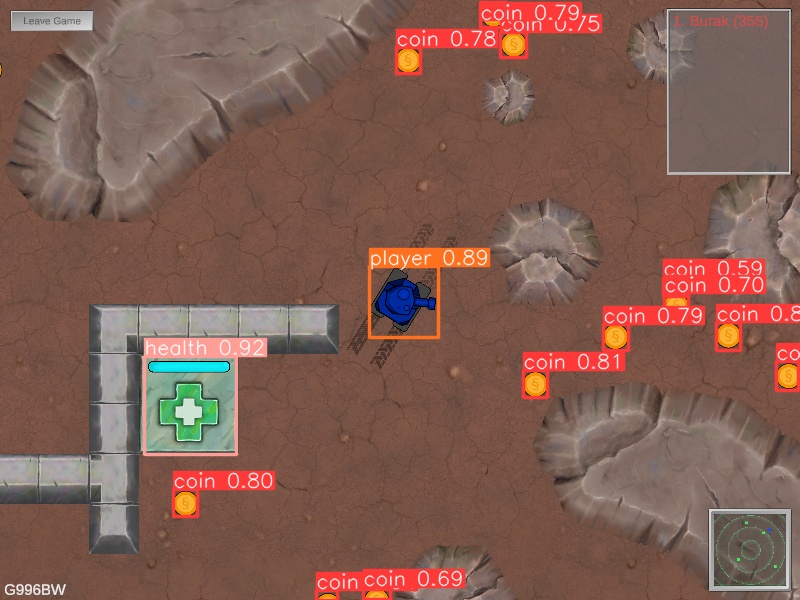 Leave Game
coin 0.79
coin 0.75
coin 0.78
1. Burak (355)
player 0.89
coin 0.59
coin 0.70
coin 0.79
coin 0.8
coin 0.81
co
health 0.92
coin 0.80
coin
coin 0.69
G996BW